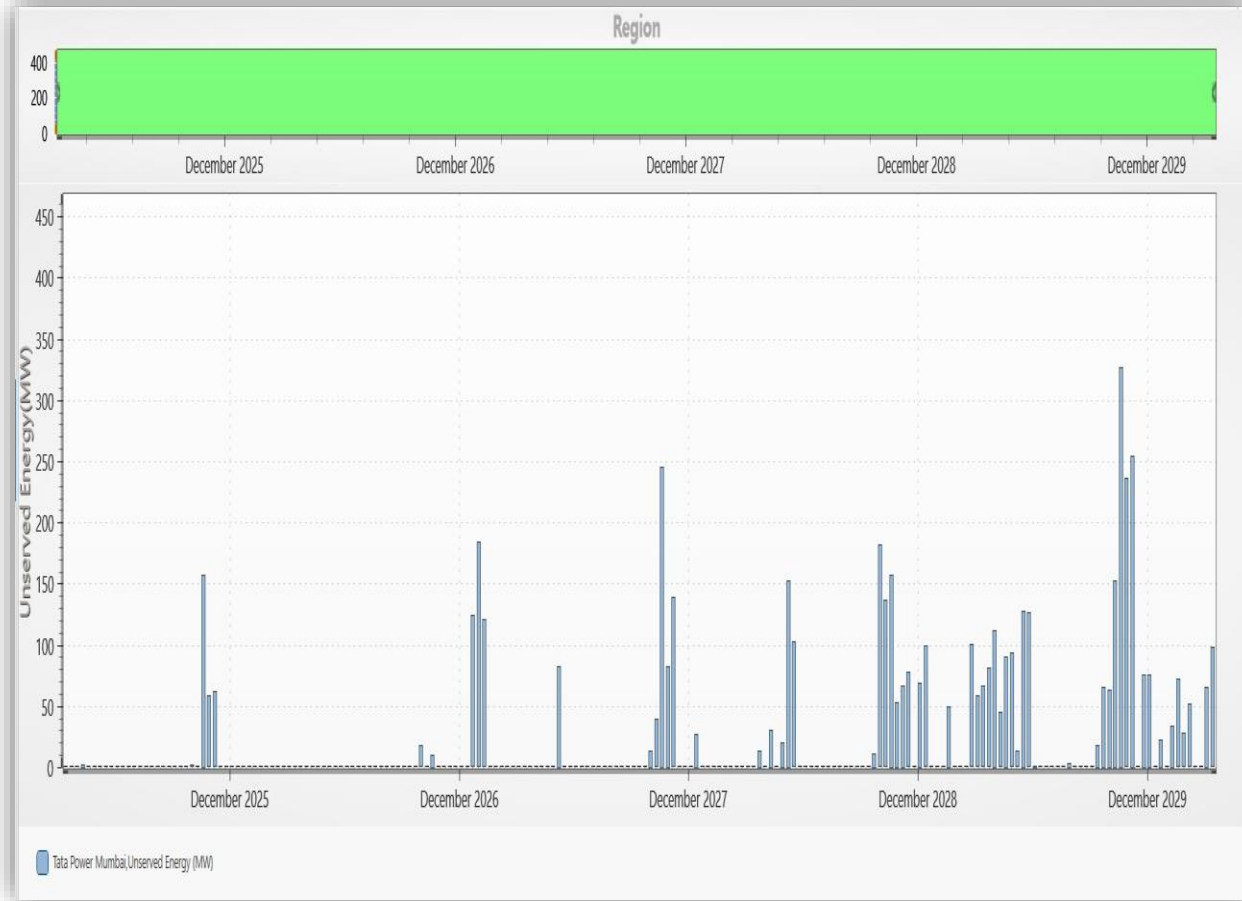 Region
400
200
0
December 2025 December 2026 December 2027 December 2028 December 2029
Unserved Energy(MW)
450
400
350
300
250
200
150
100
50
0
December 2025 December 2026 December 2027 December 2028 December 2029
Tata Power Mumbai,Unserved Energy (MW)